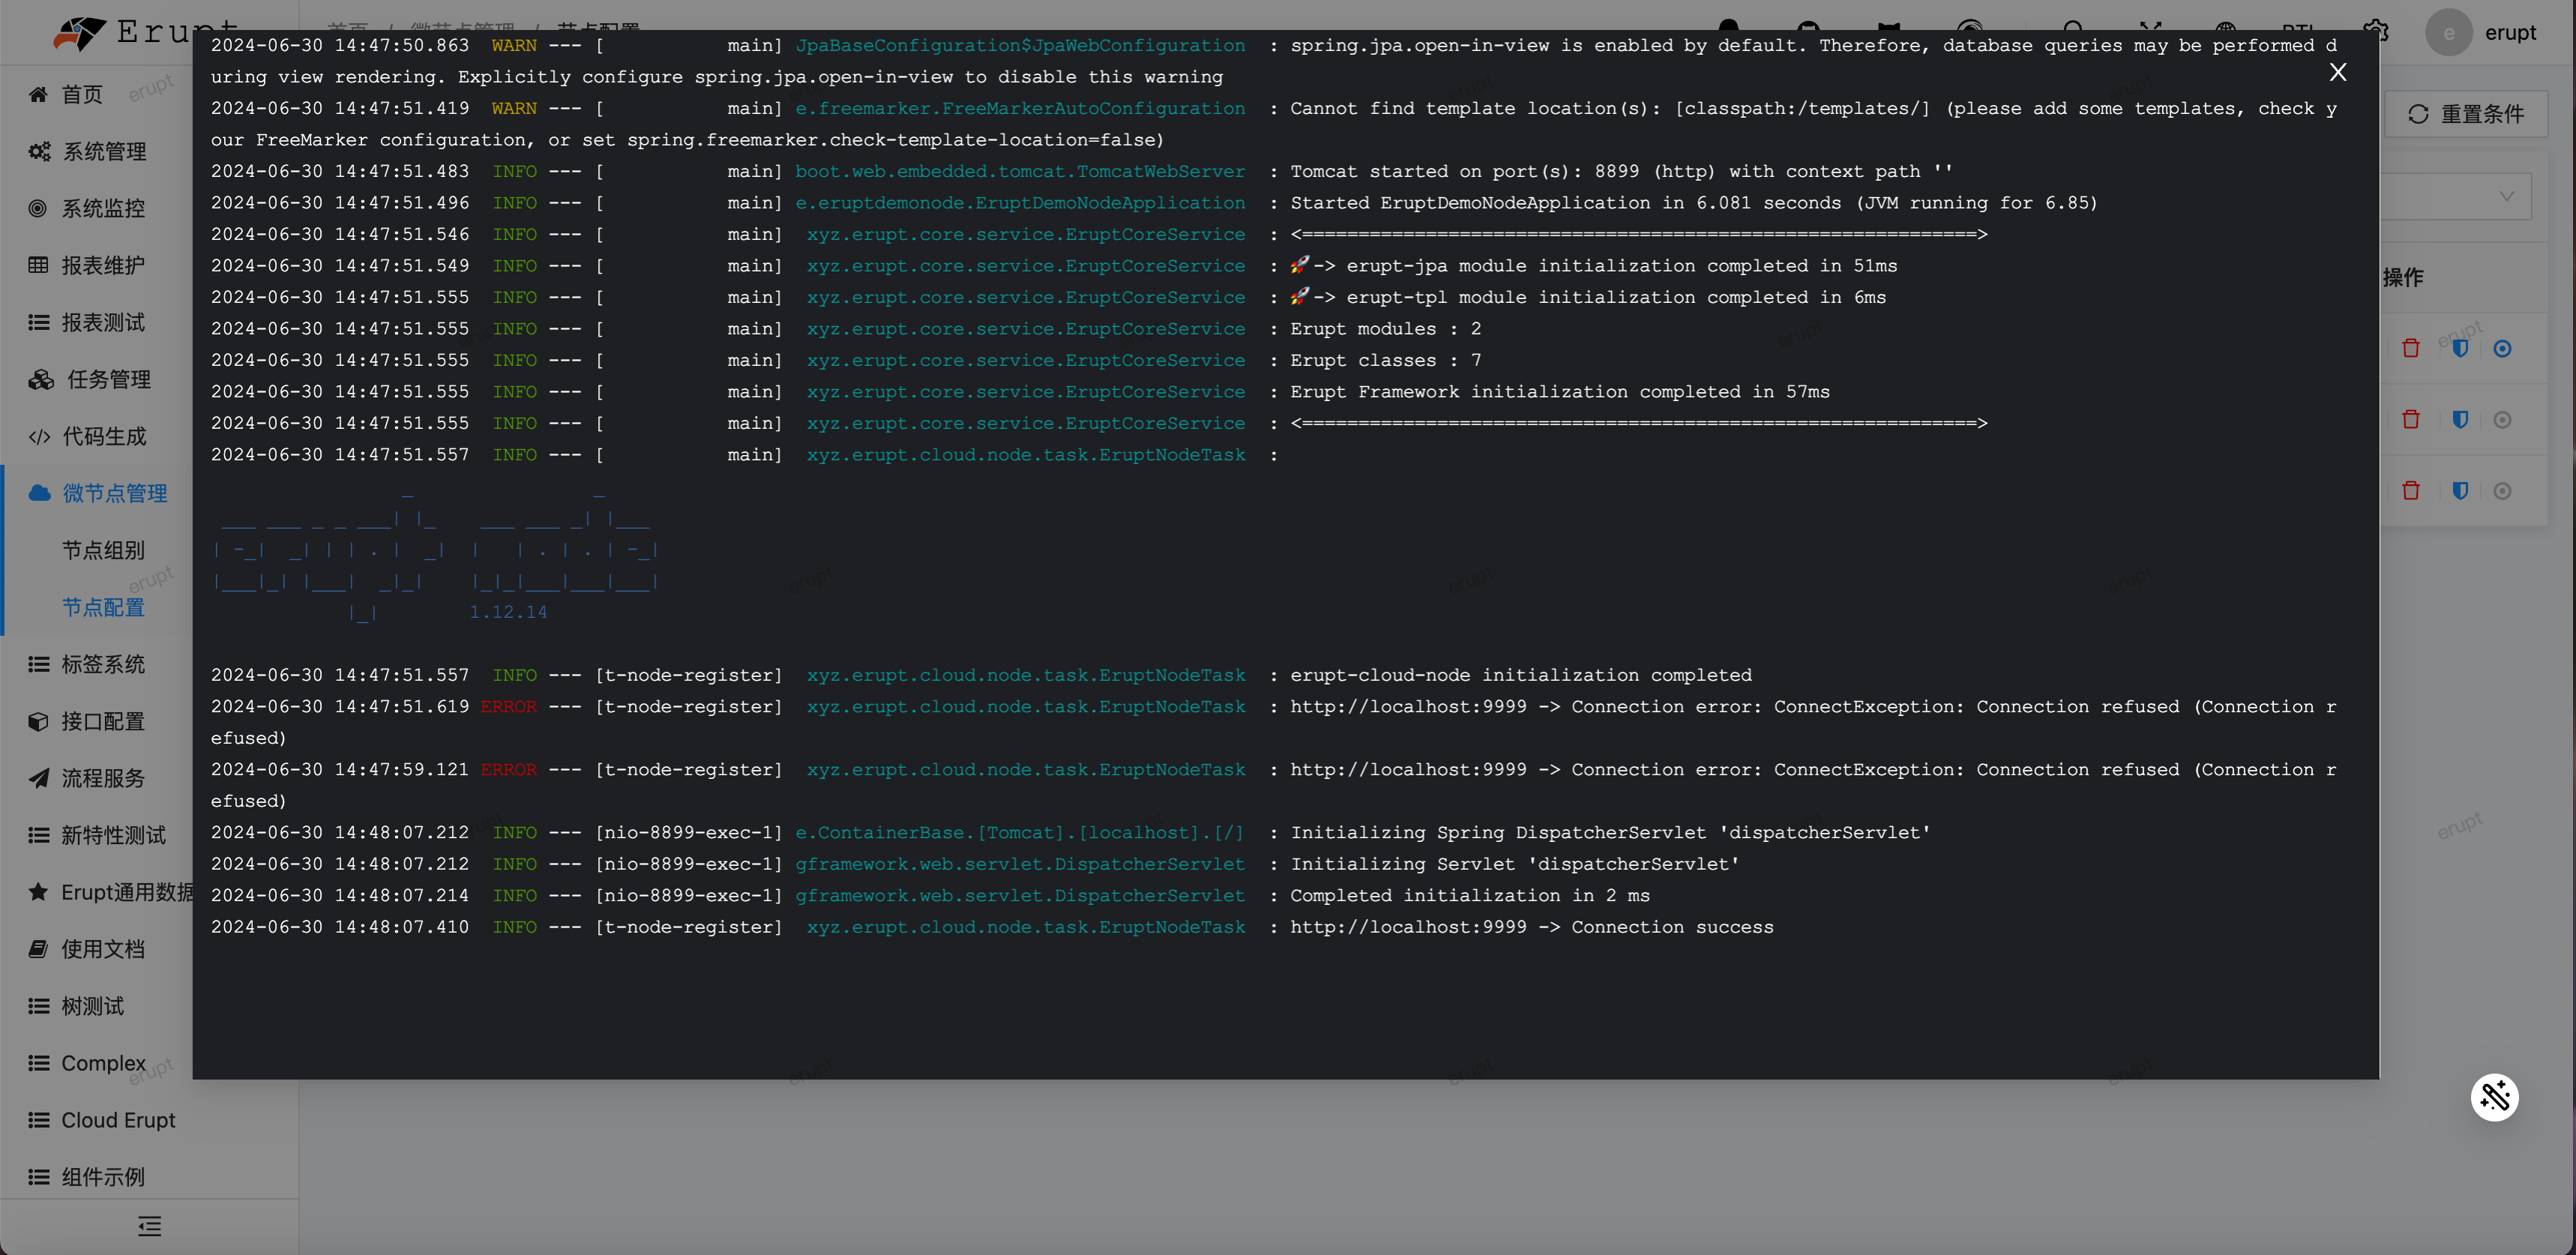 Erupt
首页 / 微节点管理 / 节点配置
RTL
e erupt
首页
系统管理
系统监控
报表维护
报表测试
任务管理
代码生成
微节点管理
节点组别
节点配置
标签系统
接口配置
流程服务
新特性测试
Erupt通用数据
使用文档
树测试
Complex
Cloud Erupt
组件示例
X
重置条件
操作
2024-06-30 14:47:50.863  WARN --- [           main] JpaBaseConfiguration$JpaWebConfiguration  : spring.jpa.open-in-view is enabled by default. Therefore, database queries may be performed d
uring view rendering. Explicitly configure spring.jpa.open-in-view to disable this warning
2024-06-30 14:47:51.419  WARN --- [           main] e.freemarker.FreeMarkerAutoConfiguration  : Cannot find template location(s): [classpath:/templates/] (please add some templates, check y
our FreeMarker configuration, or set spring.freemarker.check-template-location=false)
2024-06-30 14:47:51.483  INFO --- [           main] boot.web.embedded.tomcat.TomcatWebServer  : Tomcat started on port(s): 8899 (http) with context path ''
2024-06-30 14:47:51.496  INFO --- [           main] e.eruptdemonode.EruptDemoNodeApplication  : Started EruptDemoNodeApplication in 6.081 seconds (JVM running for 6.85)
2024-06-30 14:47:51.546  INFO --- [           main]  xyz.erupt.core.service.EruptCoreService  : <============================================================>
2024-06-30 14:47:51.549  INFO --- [           main]  xyz.erupt.core.service.EruptCoreService  : 🚀-> erupt-jpa module initialization completed in 51ms
2024-06-30 14:47:51.555  INFO --- [           main]  xyz.erupt.core.service.EruptCoreService  : 🚀-> erupt-tpl module initialization completed in 6ms
2024-06-30 14:47:51.555  INFO --- [           main]  xyz.erupt.core.service.EruptCoreService  : Erupt modules : 2
2024-06-30 14:47:51.555  INFO --- [           main]  xyz.erupt.core.service.EruptCoreService  : Erupt classes : 7
2024-06-30 14:47:51.555  INFO --- [           main]  xyz.erupt.core.service.EruptCoreService  : Erupt Framework initialization completed in 57ms
2024-06-30 14:47:51.555  INFO --- [           main]  xyz.erupt.core.service.EruptCoreService  : <============================================================>
2024-06-30 14:47:51.557  INFO --- [           main]  xyz.erupt.cloud.node.task.EruptNodeTask  :
erupt node
1.12.14
2024-06-30 14:47:51.557  INFO --- [t-node-register]  xyz.erupt.cloud.node.task.EruptNodeTask  : erupt-cloud-node initialization completed
2024-06-30 14:47:51.619 ERROR --- [t-node-register]  xyz.erupt.cloud.node.task.EruptNodeTask  : http://localhost:9999 -> Connection error: ConnectException: Connection refused (Connection r
efused)
2024-06-30 14:47:59.121 ERROR --- [t-node-register]  xyz.erupt.cloud.node.task.EruptNodeTask  : http://localhost:9999 -> Connection error: ConnectException: Connection refused (Connection r
efused)
2024-06-30 14:48:07.212  INFO --- [nio-8899-exec-1] e.ContainerBase.[Tomcat].[localhost].[/]  : Initializing Spring DispatcherServlet 'dispatcherServlet'
2024-06-30 14:48:07.212  INFO --- [nio-8899-exec-1] gframework.web.servlet.DispatcherServlet  : Initializing Servlet 'dispatcherServlet'
2024-06-30 14:48:07.214  INFO --- [nio-8899-exec-1] gframework.web.servlet.DispatcherServlet  : Completed initialization in 2 ms
2024-06-30 14:48:07.410  INFO --- [t-node-register]  xyz.erupt.cloud.node.task.EruptNodeTask  : http://localhost:9999 -> Connection success